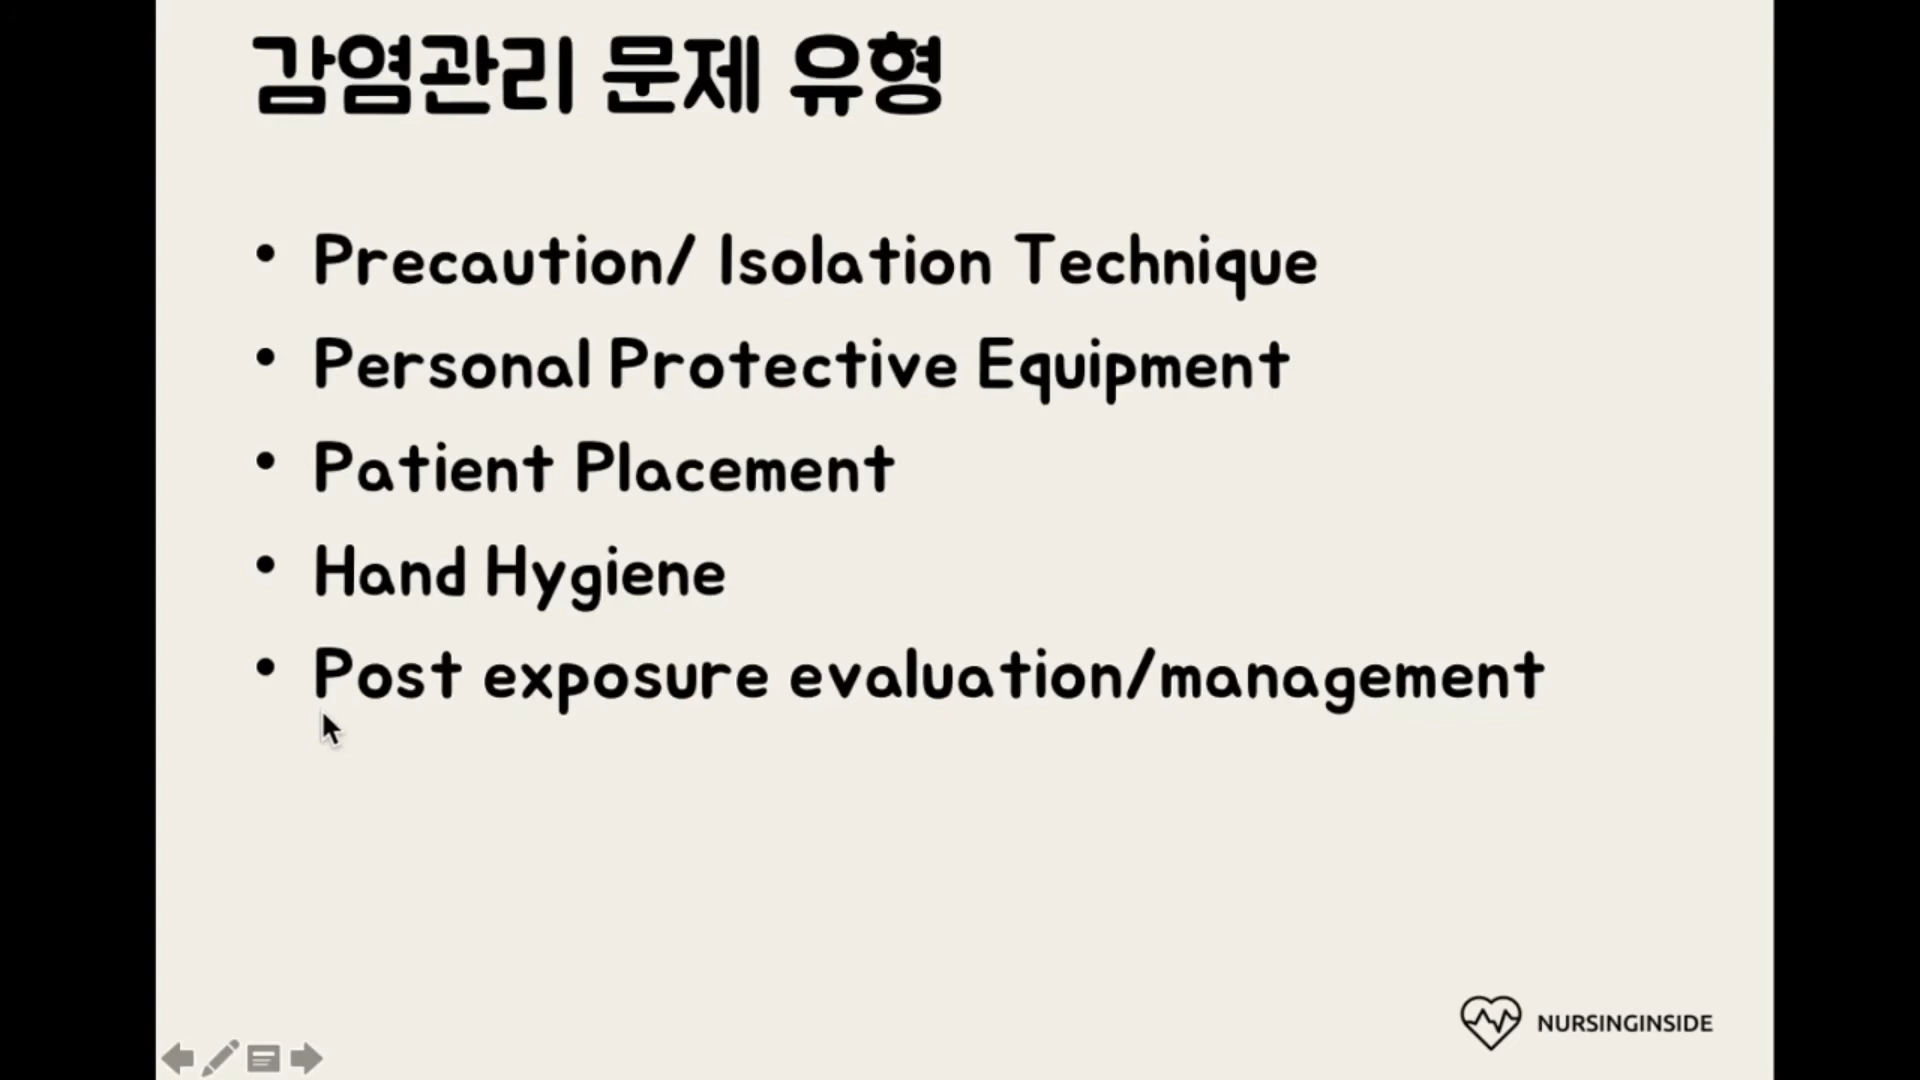 감염관리 문제 유형
• Precaution/ Isolation Technique
• Personal Protective Equipment
• Patient Placement
• Hand Hygiene
• Post exposure evaluation/management
NURSINGINSIDE